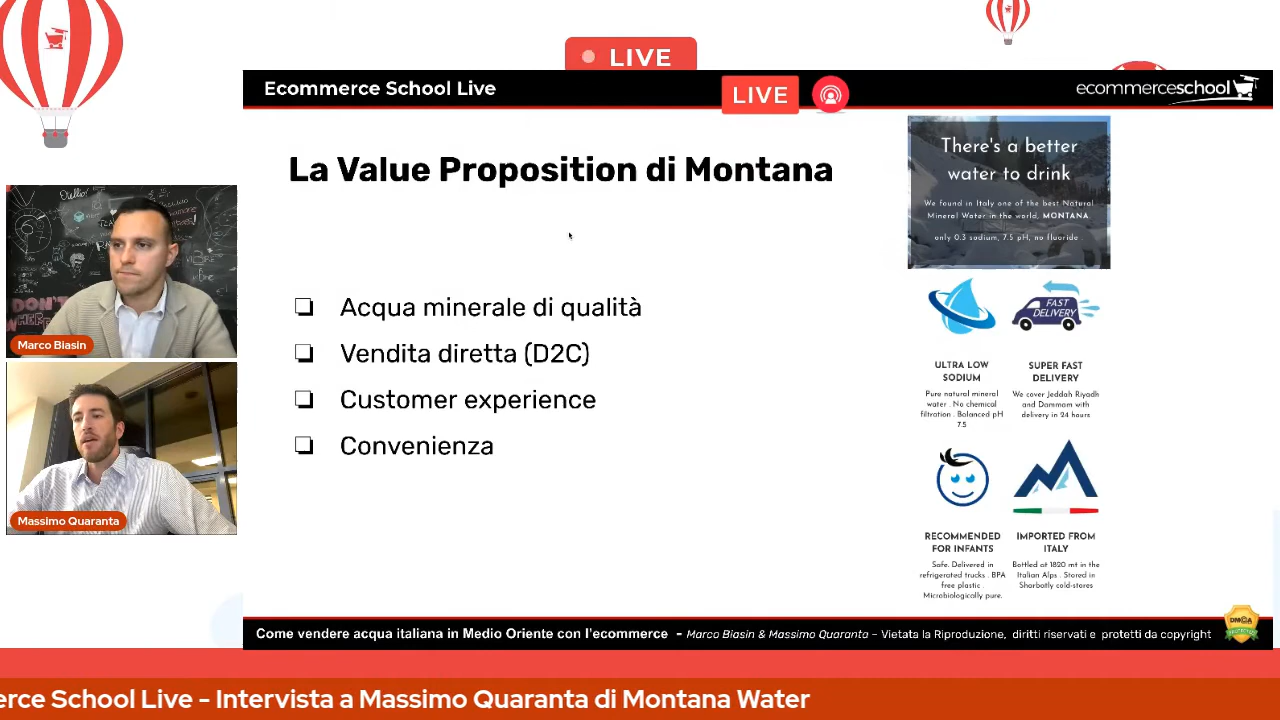 LIVE
Ecommerce School Live
LIVE
ecommerceschool
La Value Proposition di Montana
Acqua minerale di qualità
Vendita diretta (D2C)
Customer experience
Convenienza
There's a better
water to drink
We found in Italy one of the best Natural
Mineral Water in the world, MONTANA
only 0.3 sodium, 7.5 pH, no fluoride
FAST
DELIVERY
ULTRA LOW
SODIUM
Pure natural mineral
water . No chemical
filtration . Balanced pH
7.5
SUPER FAST
DELIVERY
We cover Jeddah Riyadh
and Dammam with
delivery in 24 hours
RECOMMENDED
FOR INFANTS
Safe. Delivered in
refrigerated trucks . BPA
free plastic .
Microbiologically pure.
IMPORTED FROM
ITALY
Bottled at 1820 mt in the
Italian Alps . Stored in
Sharbatly cold-stores
DON'T
Marco Biasin
Massimo Quaranta
Come vendere acqua italiana in Medio Oriente con l'ecommerce - Marco Biasin & Massimo Quaranta – Vietata la Riproduzione, diritti riservati e protetti da copyright
DMCA
erce School Live - Intervista a Massimo Quaranta di Montana Water